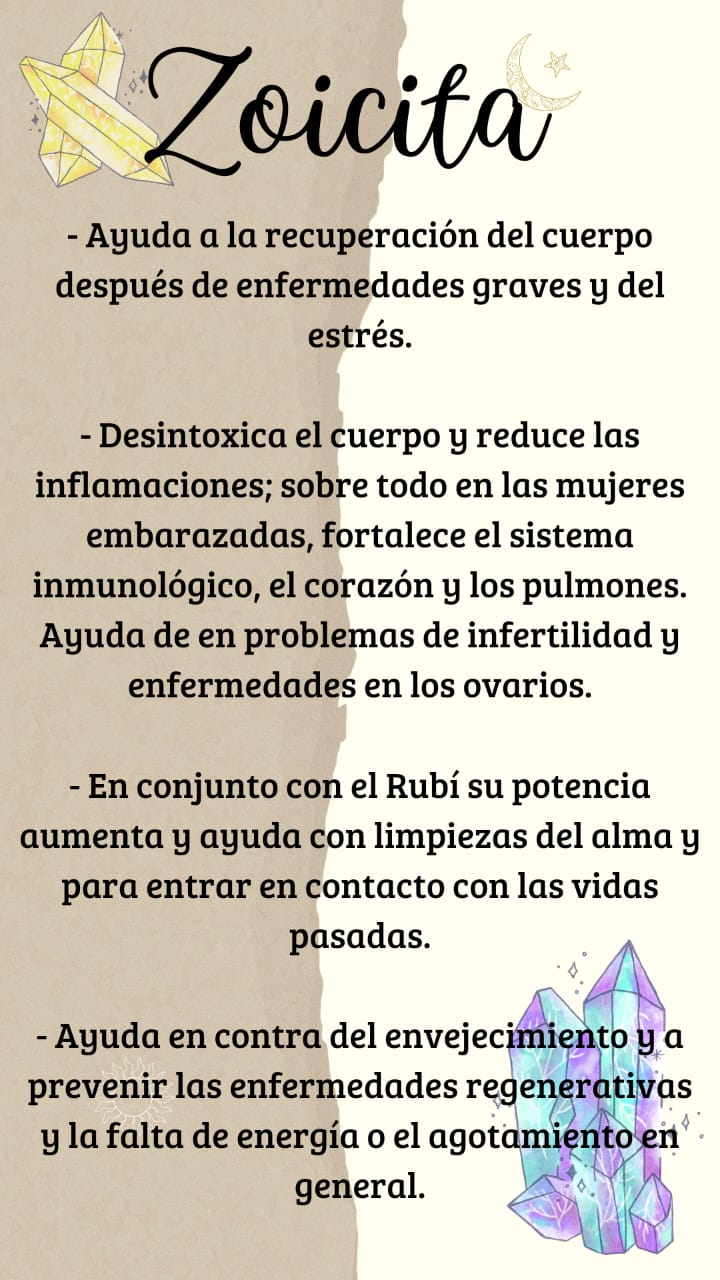 Zoicita
- Ayuda a la recuperación del cuerpo
después de enfermedades graves y del
estrés.
- Desintoxica el cuerpo y reduce las
inflamaciones; sobre todo en las mujeres
embarazadas, fortalece el sistema
inmunológico, el corazón y los pulmones.
Ayuda de en problemas de infertilidad y
enfermedades en los ovarios.
- En conjunto con el Rubí su potencia
aumenta y ayuda con limpiezas del alma y
para entrar en contacto con las vidas
pasadas.
- Ayuda en contra del envejecimiento y a
prevenir las enfermedades regenerativas
y la falta de energía o el agotamiento en
general.